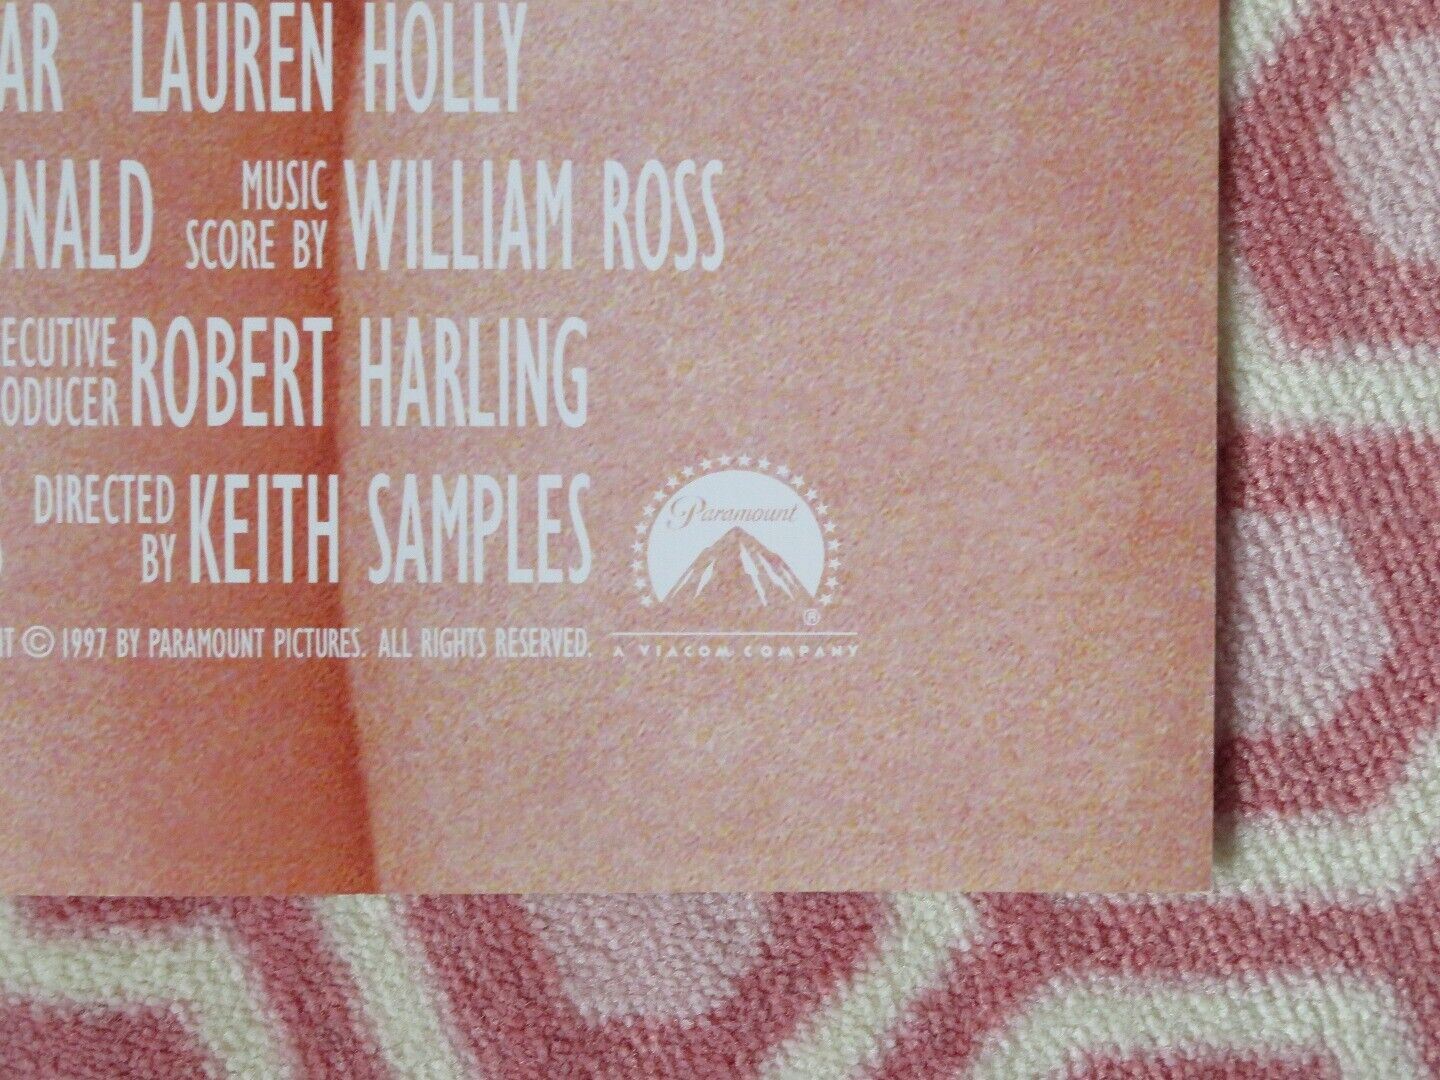 AR LAUREN HOLLY
ONALD MUSIC SCORE BY WILLIAM ROSS
ECUTIVE ODUCER ROBERT HARLING
S DIRECTED BY KEITH SAMPLES
Paramount
®
HT © 1997 BY PARAMOUNT PICTURES. ALL RIGHTS RESERVED.
A VIACOM COMPANY